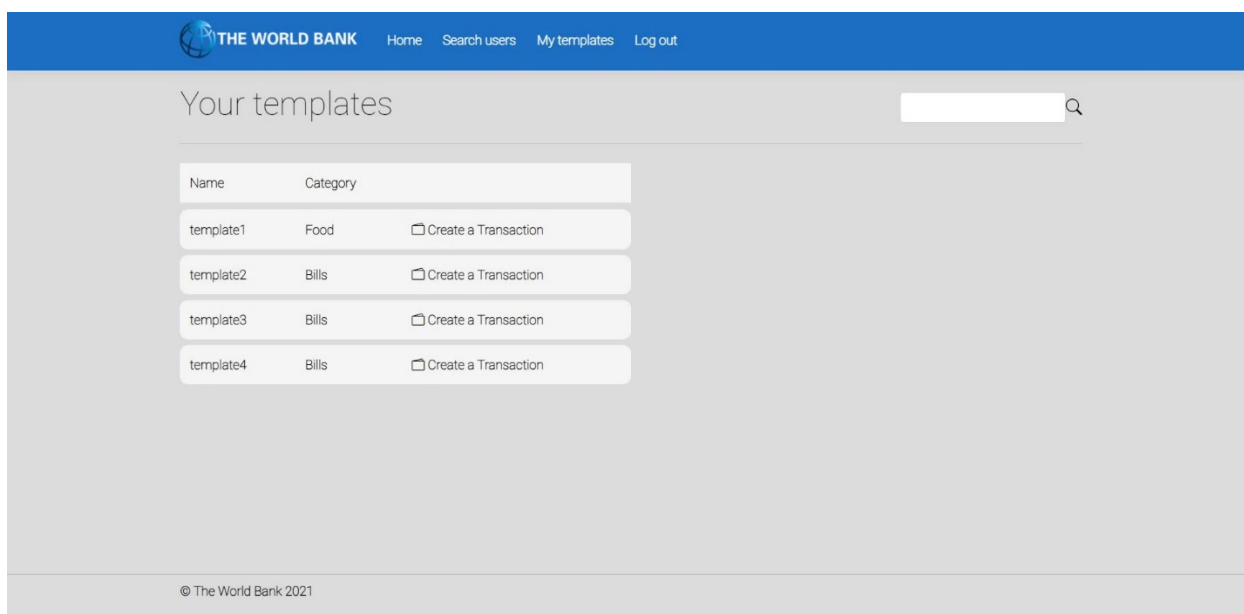 THE WORLD BANK Home Search users My templates Log out
Your templates
Name Category
template1 Food Create a Transaction
template2 Bills Create a Transaction
template3 Bills Create a Transaction
template4 Bills Create a Transaction
© The World Bank 2021